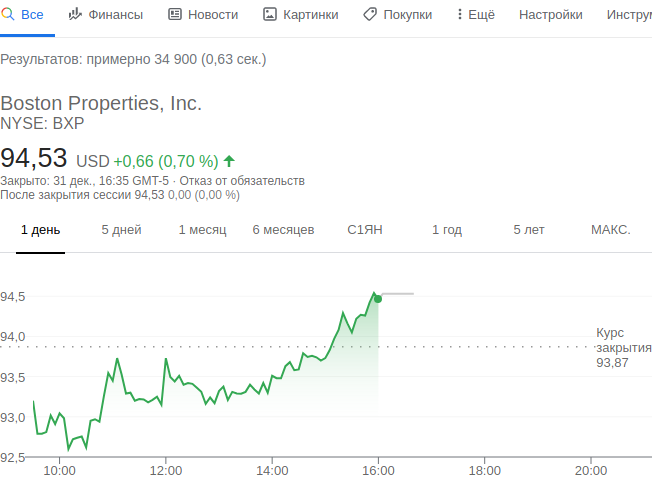 Все Финансы Новости Картинки Покупки Ещё Настройки Инстру
Результатов: примерно 34 900 (0,63 сек.)
Boston Properties, Inc.
NYSE: BXP
94,53 USD +0,66 (0,70 %)
Закрыто: 31 дек., 16:35 GMT-5 · Отказ от обязательств
После закрытия сессии 94,53 0,00 (0,00 %)
1 день 5 дней 1 месяц 6 месяцев С1ЯН 1 год 5 лет МАКС.
94,5
94,0
93,5
93,0
92,5
Курс
закрытия
93,87
10:00 12:00 14:00 16:00 18:00 20:00